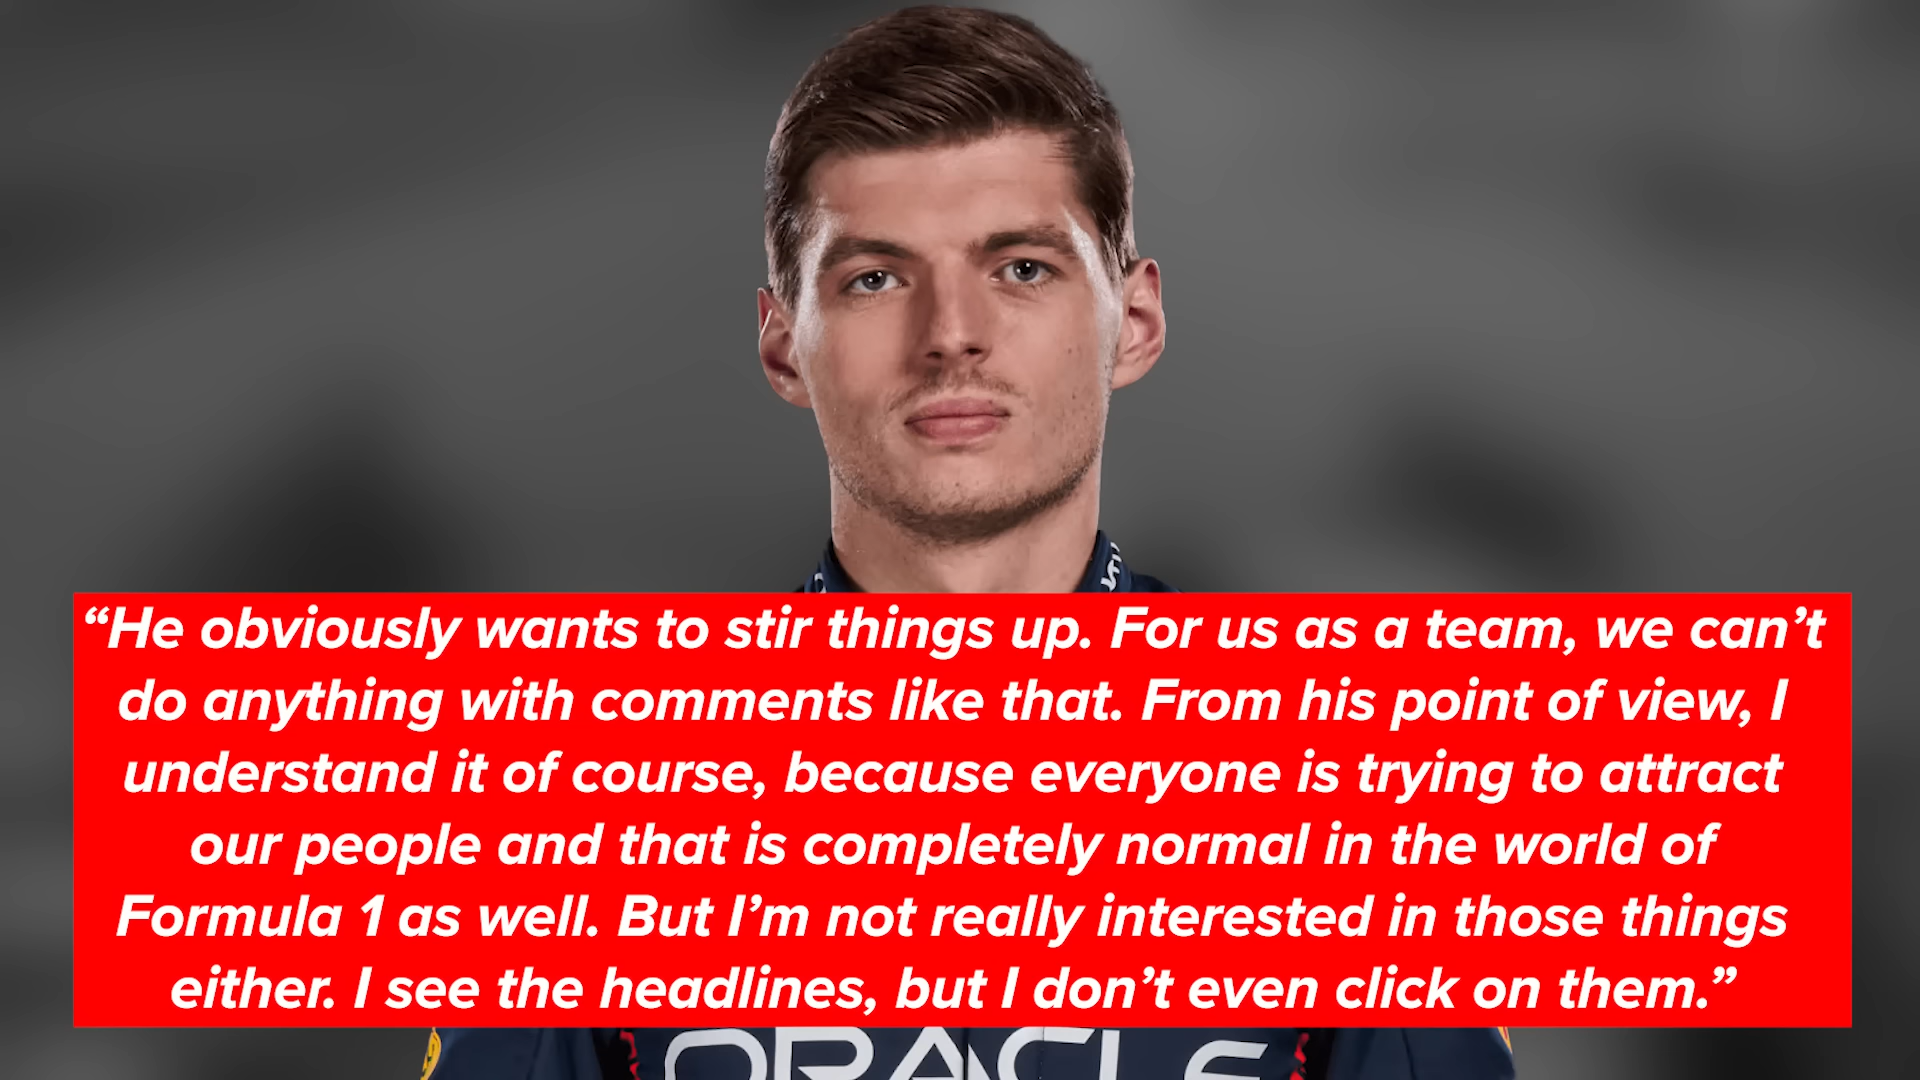 “He obviously wants to stir things up. For us as a team, we can’t
do anything with comments like that. From his point of view, I
understand it of course, because everyone is trying to attract
our people and that is completely normal in the world of
Formula 1 as well. But I’m not really interested in those things
either. I see the headlines, but I don’t even click on them.”
ORACLE